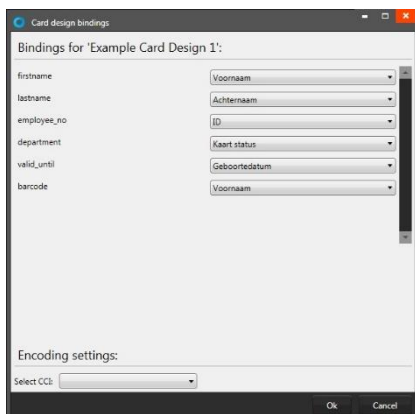 Card design bindings
Bindings for 'Example Card Design 1':
firstname Voornaam
lastname Achternaam
employee_no ID
department Kaart status
valid_until Geboortedatum
barcode Voornaam
Encoding settings:
Select CCI:
Ok Cancel